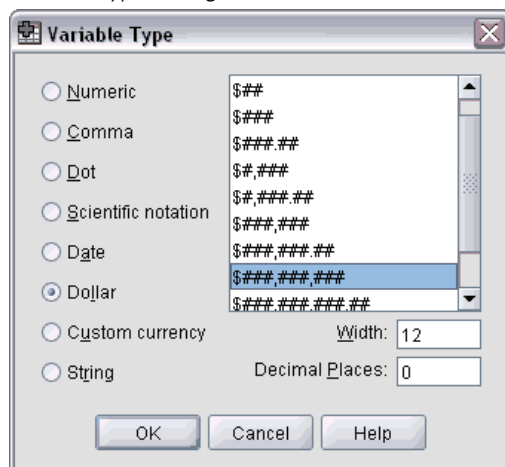 Variable Type
Numeric
Comma
Dot
Scientific notation
Date
Dollar
Custom currency
String
$##
$###
$###.##
$#,###
$#,###.##
$###,###
$###,###.##
$###,###,###
$###.###.###.##
Width: 12
Decimal Places: 0
OK Cancel Help